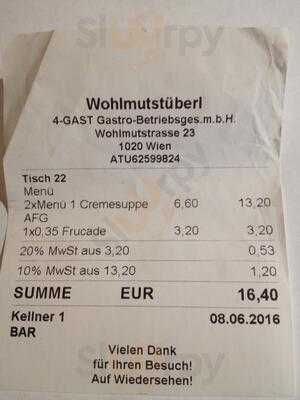 Wohlmutstüberl
4-GAST Gastro-Betriebsges.m.b.H.
Wohlmutstrasse 23
1020 Wien
ATU62599824
Tisch 22
Menü
2xMenü 1 Cremesuppe 6,60 13,20
AFG
1x0,35 Frucade 3,20 3,20
20% MwSt aus 3,20 0,53
10% MwSt aus 13,20 1,20
SUMME EUR 16,40
Kellner 1 08.06.2016
BAR
Vielen Dank
für Ihren Besuch!
Auf Wiedersehen!
Slurrpy
Slurrpy
Slurrpy